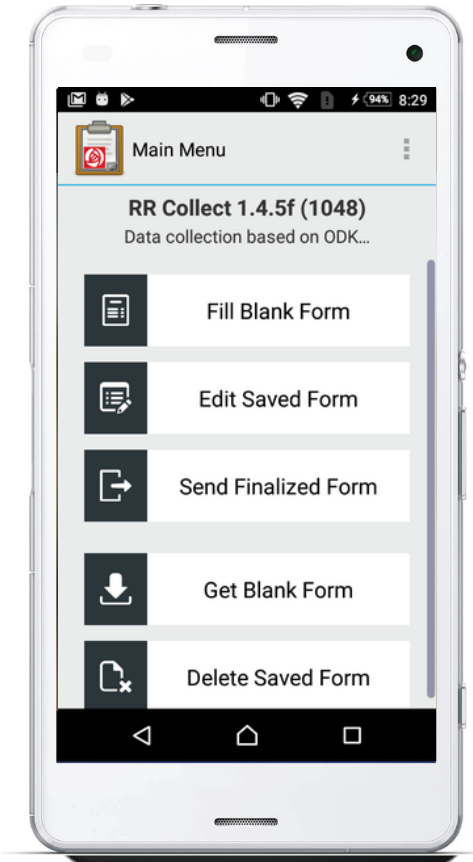 94% 8:29
Main Menu
RR Collect 1.4.5f (1048)
Data collection based on ODK…
Fill Blank Form
Edit Saved Form
Send Finalized Form
Get Blank Form
Delete Saved Form